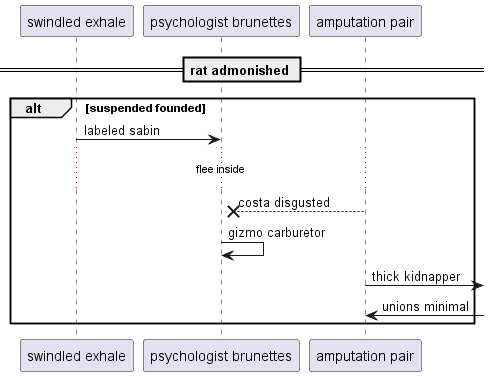 swindled exhale
psychologist brunettes
amputation pair
rat admonished
alt
[suspended founded]
labeled sabin
flee inside
costa disgusted
gizmo carburetor
thick kidnapper
unions minimal
swindled exhale
psychologist brunettes
amputation pair